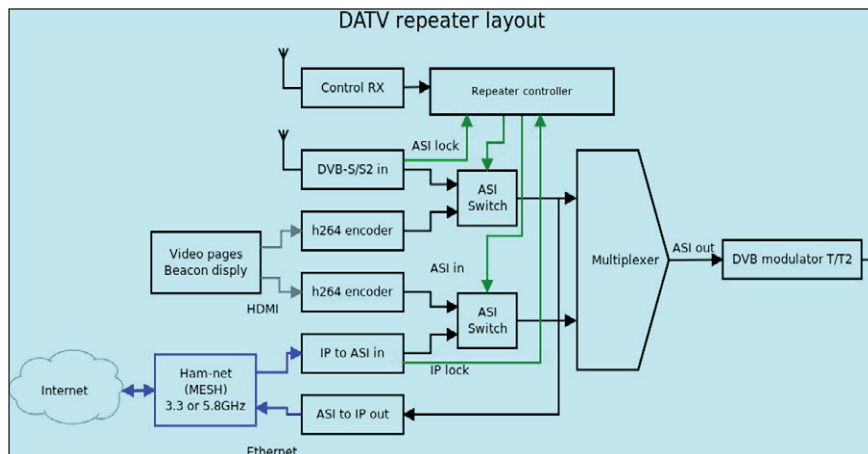 DATV repeater layout
Control RX
Repeater controller
ASI lock
DVB-S/S2 in
ASI
Switch
h264 encoder
Video pages
Beacon disply
Multiplexer
ASI out
DVB modulator T/T2
ASI in
h264 encoder
HDMI
ASI
Switch
IP to ASI in
IP lock
Internet
Ham-net
(MESH)
3.3 or 5.8GHz
ASI to IP out
Ethernet